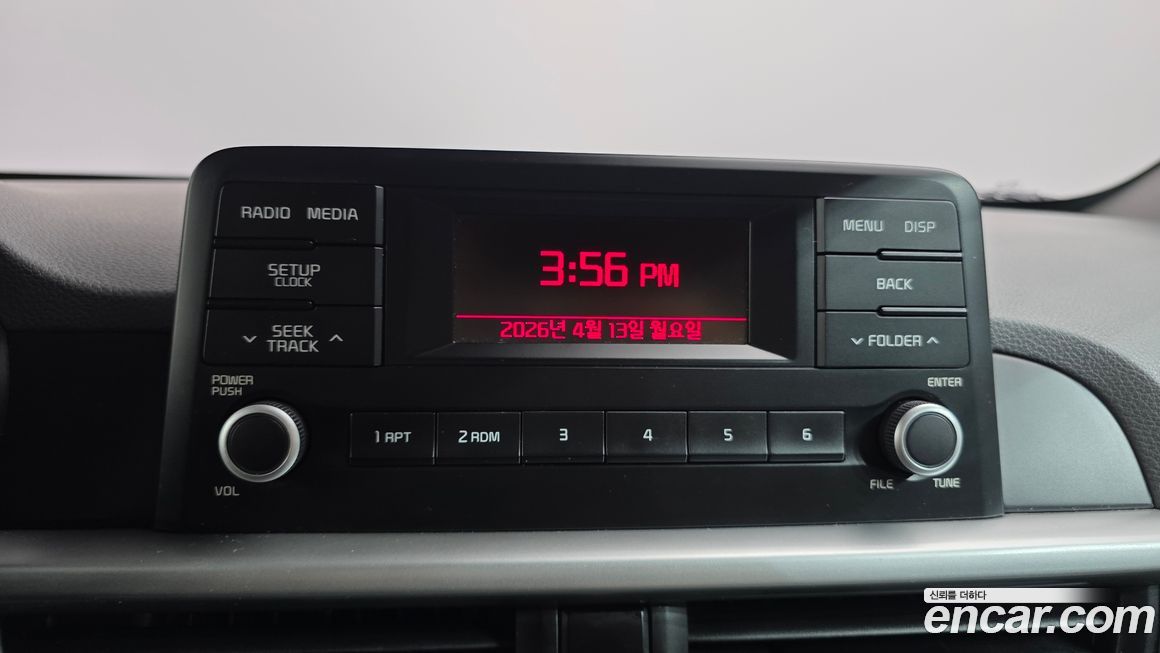 RADIO MEDIA
SETUP
CLOCK
SEEK
TRACK
3:56 PM
2026년 4월 13일 월요일
MENU DISP
BACK
FOLDER
POWER
PUSH
VOL
1 RPT
2 RDM
3
4
5
6
ENTER
FILE
TUNE
신뢰를 더하다
encar.com